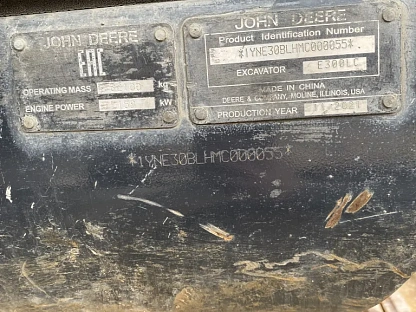 JOHN DEERE
EAC
OPERATING MASS kg
ENGINE POWER kW
JOHN DEERE
Product Identification Number
*1YNE30BLHMC000055*
EXCAVATOR E300LC
MADE IN CHINA
DEERE & COMPANY, MOLINE, ILLINOIS, USA
PRODUCTION YEAR 2021
*1YNE30BLHMC000055*